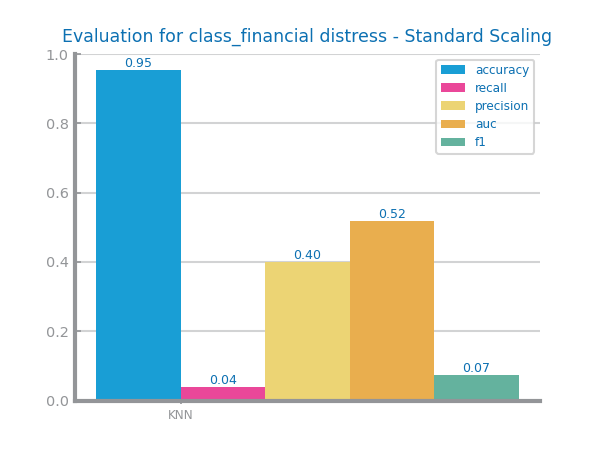 Evaluation for class_financial distress - Standard Scaling
1.0
0.8
0.6
0.4
0.2
0.0
0.95
0.04
0.40
0.52
0.07
accuracy
recall
precision
auc
f1
KNN